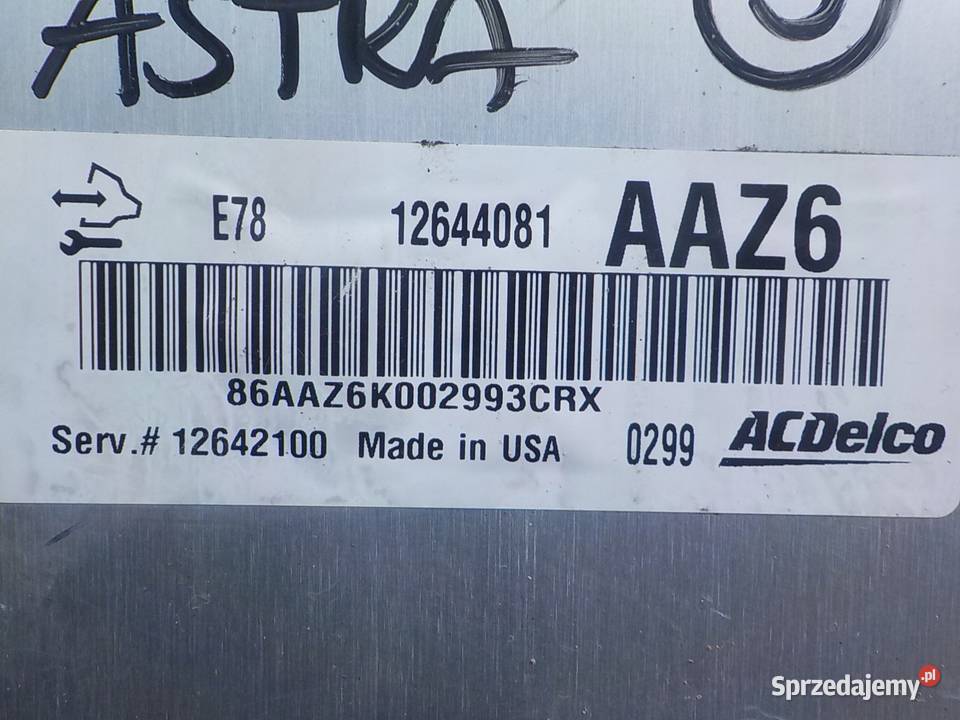 ASTRA
E78 12644081 AAZ6
86AAZ6K002993CRX
Serv.# 12642100 Made in USA 0299 ACDelco
Sprzedajemy.pl